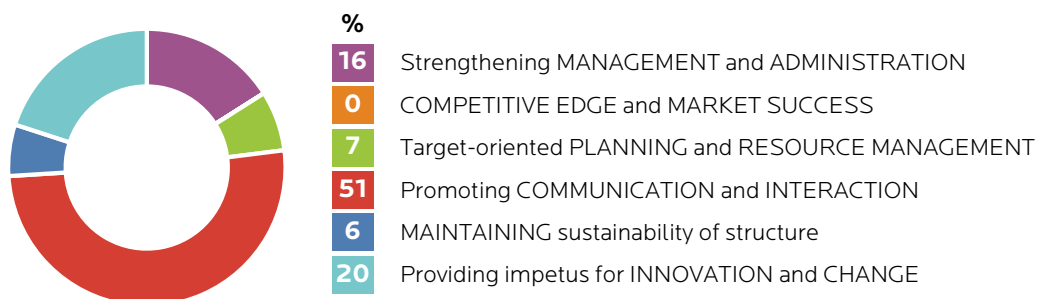 %
16 Strengthening MANAGEMENT and ADMINISTRATION
0 COMPETITIVE EDGE and MARKET SUCCESS
7 Target-oriented PLANNING and RESOURCE MANAGEMENT
51 Promoting COMMUNICATION and INTERACTION
6 MAINTAINING sustainability of structure
20 Providing impetus for INNOVATION and CHANGE